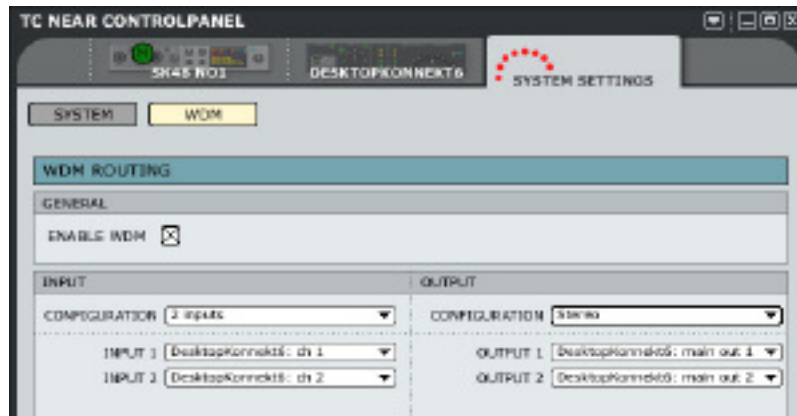 TC NEAR CONTROLPANEL
SK48 NO1 DESKTOPKONNEKT6 SYSTEM SETTINGS
SYSTEM WDM
WDM ROUTING
GENERAL
ENABLE WDM
INPUT OUTPUT
CONFIGURATION 2 inputs CONFIGURATION Stereo
INPUT 1 DesktopKonnekt6: ch 1 OUTPUT 1 DesktopKonnekt6: main out 1
INPUT 2 DesktopKonnekt6: ch 2 OUTPUT 2 DesktopKonnekt6: main out 2